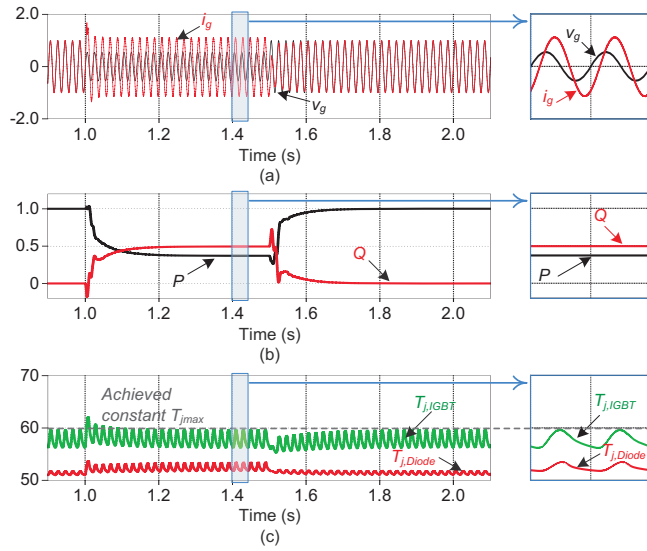 2.0
0
-2.0
i_g
v_g
1.0 1.2 1.4 1.6 1.8 2.0
Time (s)
(a)
v_g
i_g
1.0
0.5
0
P
Q
1.0 1.2 1.4 1.6 1.8 2.0
Time (s)
(b)
Q
P
70
60
50
Achieved
constant T_jmax
T_j,IGBT
T_j,Diode
1.0 1.2 1.4 1.6 1.8 2.0
Time (s)
(c)
T_j,IGBT
T_j,Diode